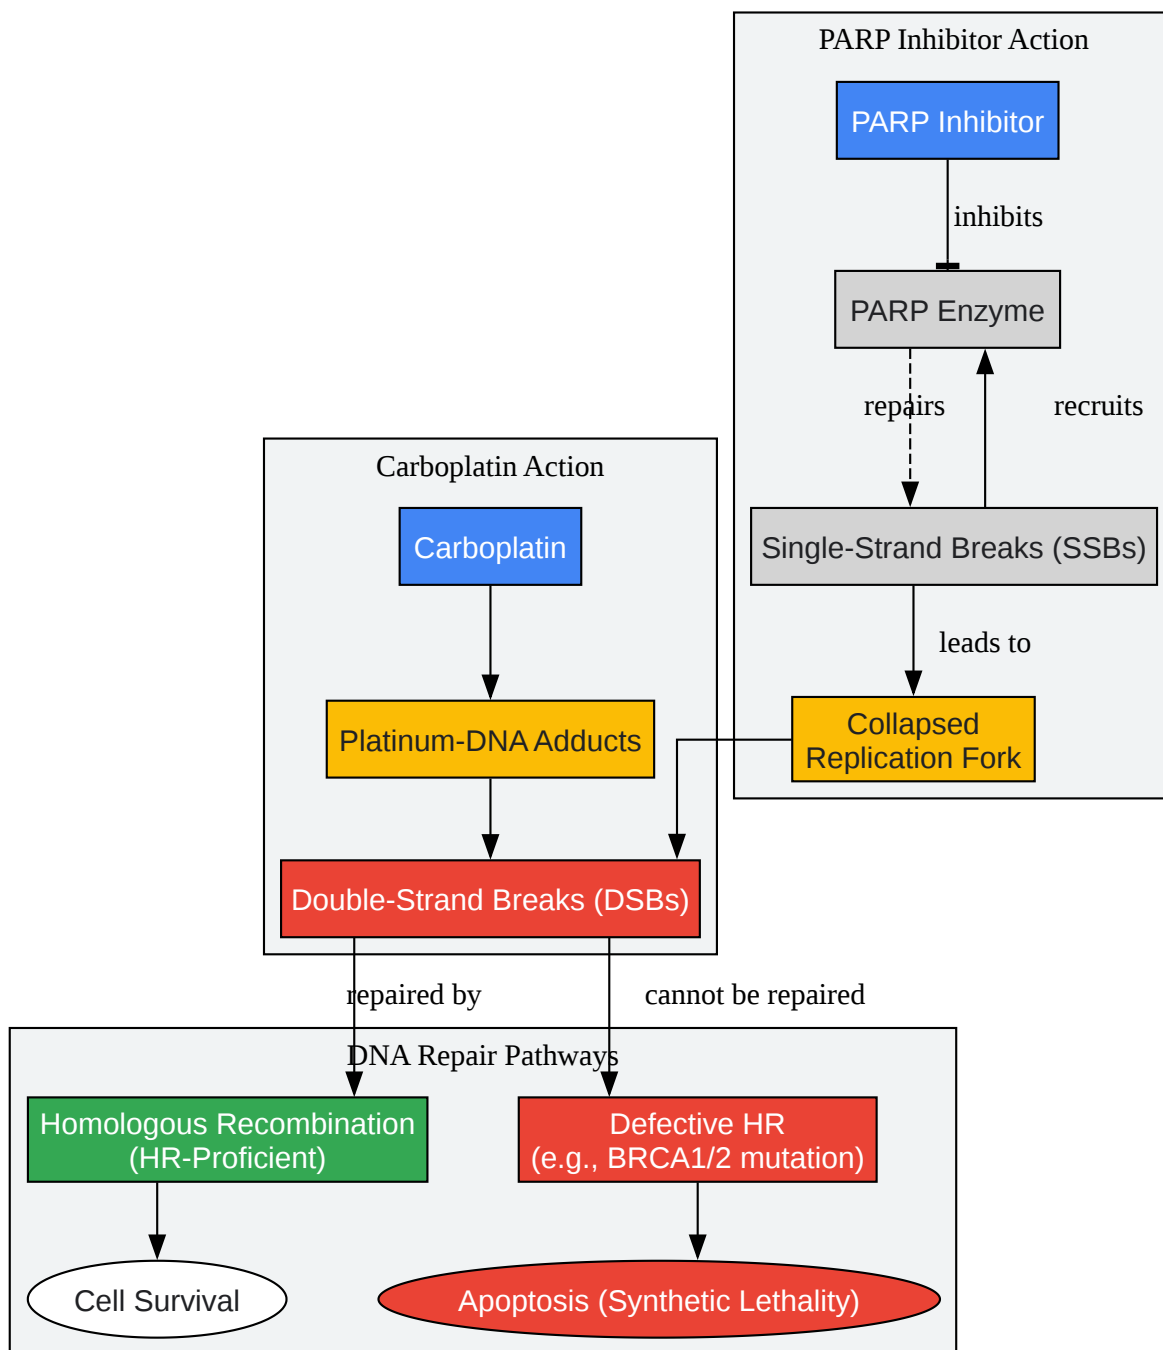 PARP Inhibitor Action
PARP Inhibitor
inhibits
PARP Enzyme
repairs
recruits
Carboplatin Action
Carboplatin
Single-Strand Breaks (SSBs)
leads to
Platinum-DNA Adducts
Collapsed
Replication Fork
Double-Strand Breaks (DSBs)
repaired by
cannot be repaired
DNA Repair Pathways
Homologous Recombination
(HR-Proficient)
Defective HR
(e.g., BRCA1/2 mutation)
Cell Survival
Apoptosis (Synthetic Lethality)